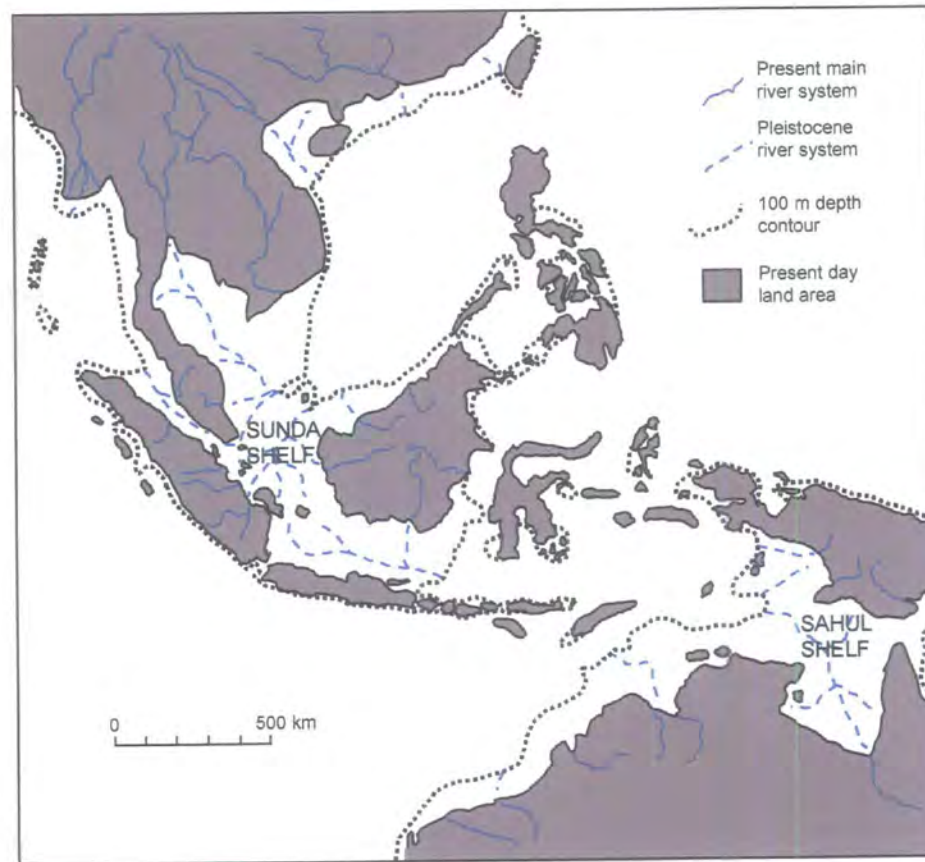 Present main
river system
Pleistocene
river system
100 m depth
contour
Present day
land area
SUNDA
SHELF
SAHUL
SHELF
0 500 km